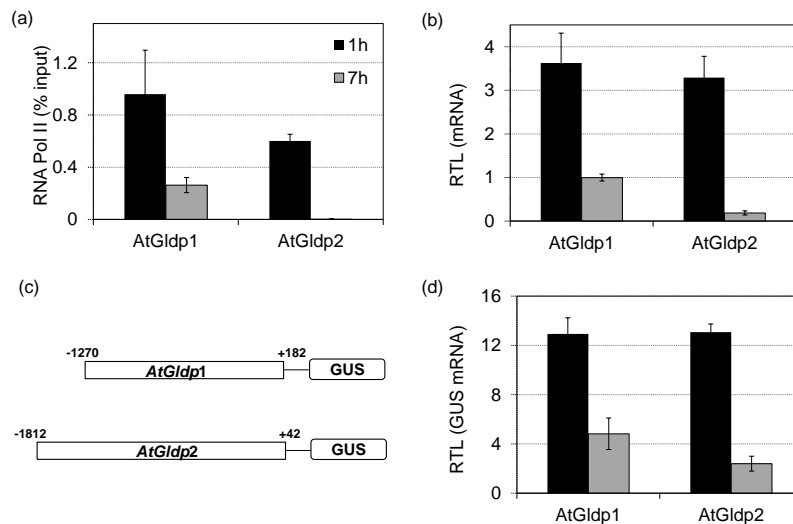 (a)
RNA Pol II (% input)
1.2
0.8
0.4
0
1h
7h
AtGldp1 AtGldp2
(b)
RTL (mRNA)
4
3
2
1
0
AtGldp1 AtGldp2
(c)
-1270 +182
AtGldp1 GUS
-1812 +42
AtGldp2 GUS
(d)
RTL (GUS mRNA)
16
12
8
4
0
AtGldp1 AtGldp2